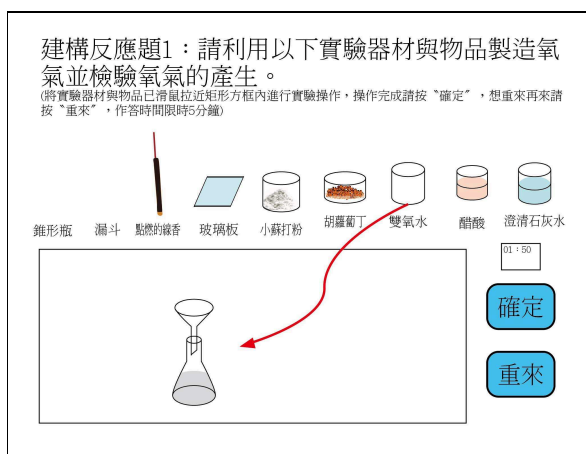 建構反應題1：請利用以下實驗器材與物品製造氧
氣並檢驗氧氣的產生。
(將實驗器材與物品已滑鼠拉近矩形方框內進行實驗操作，操作完成請按〝確定〞，想重來再來請
按〝重來〞，作答時間限時5分鐘)
錐形瓶 漏斗 點燃的線香 玻璃板 小蘇打粉 胡蘿蔔丁 雙氧水 醋酸 澄清石灰水
01：50
確定
重來